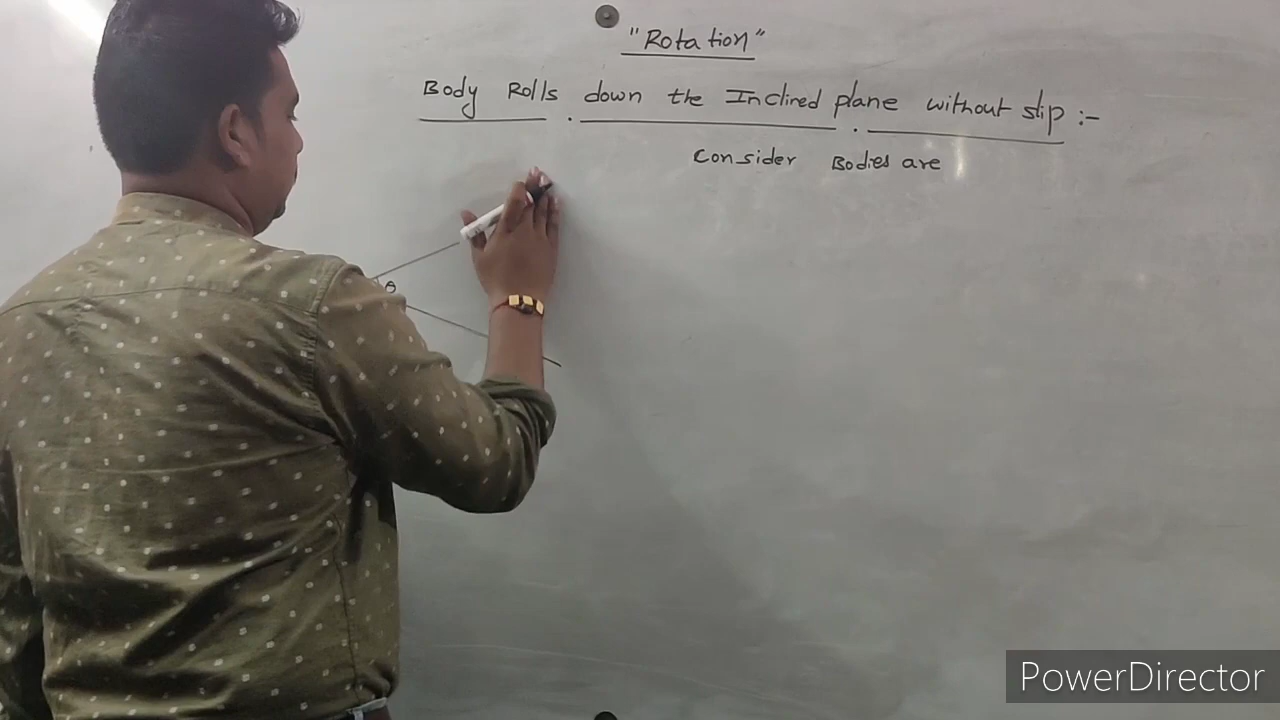 "Rotation"
Body Rolls down the Inclined plane without slip :-
Consider Bodies are
θ
PowerDirector